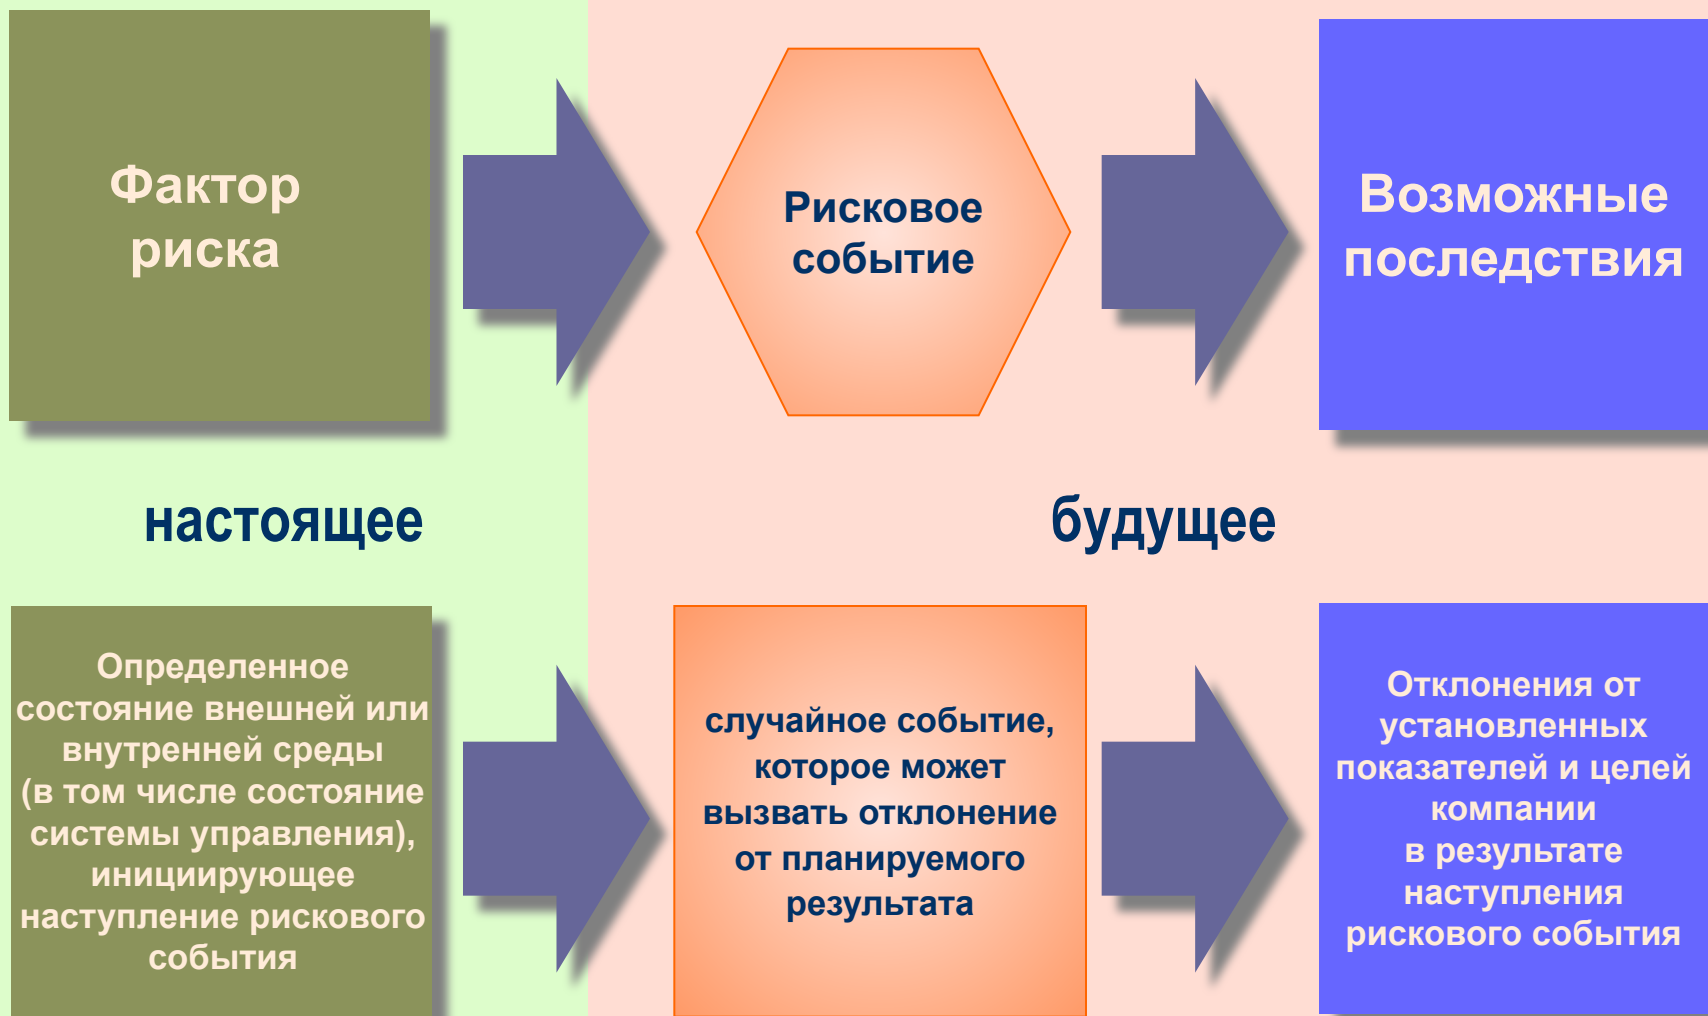 Фактор
риска
Рисковое
событие
Возможные
последствия
настоящее
будущее
Определенное
состояние внешней или
внутренней среды
(в том числе состояние
системы управления),
инициирующее
наступление рискового
события
случайное событие,
которое может
вызвать отклонение
от планируемого
результата
Отклонения от
установленных
показателей и целей
компании
в результате
наступления
рискового события